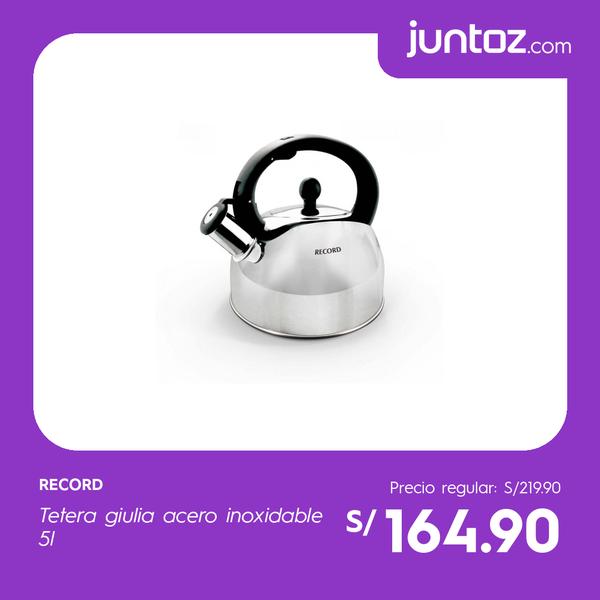 juntoz.com
RECORD
RECORD
Tetera giulia acero inoxidable
5l
Precio regular: S/219.90
S/164.90